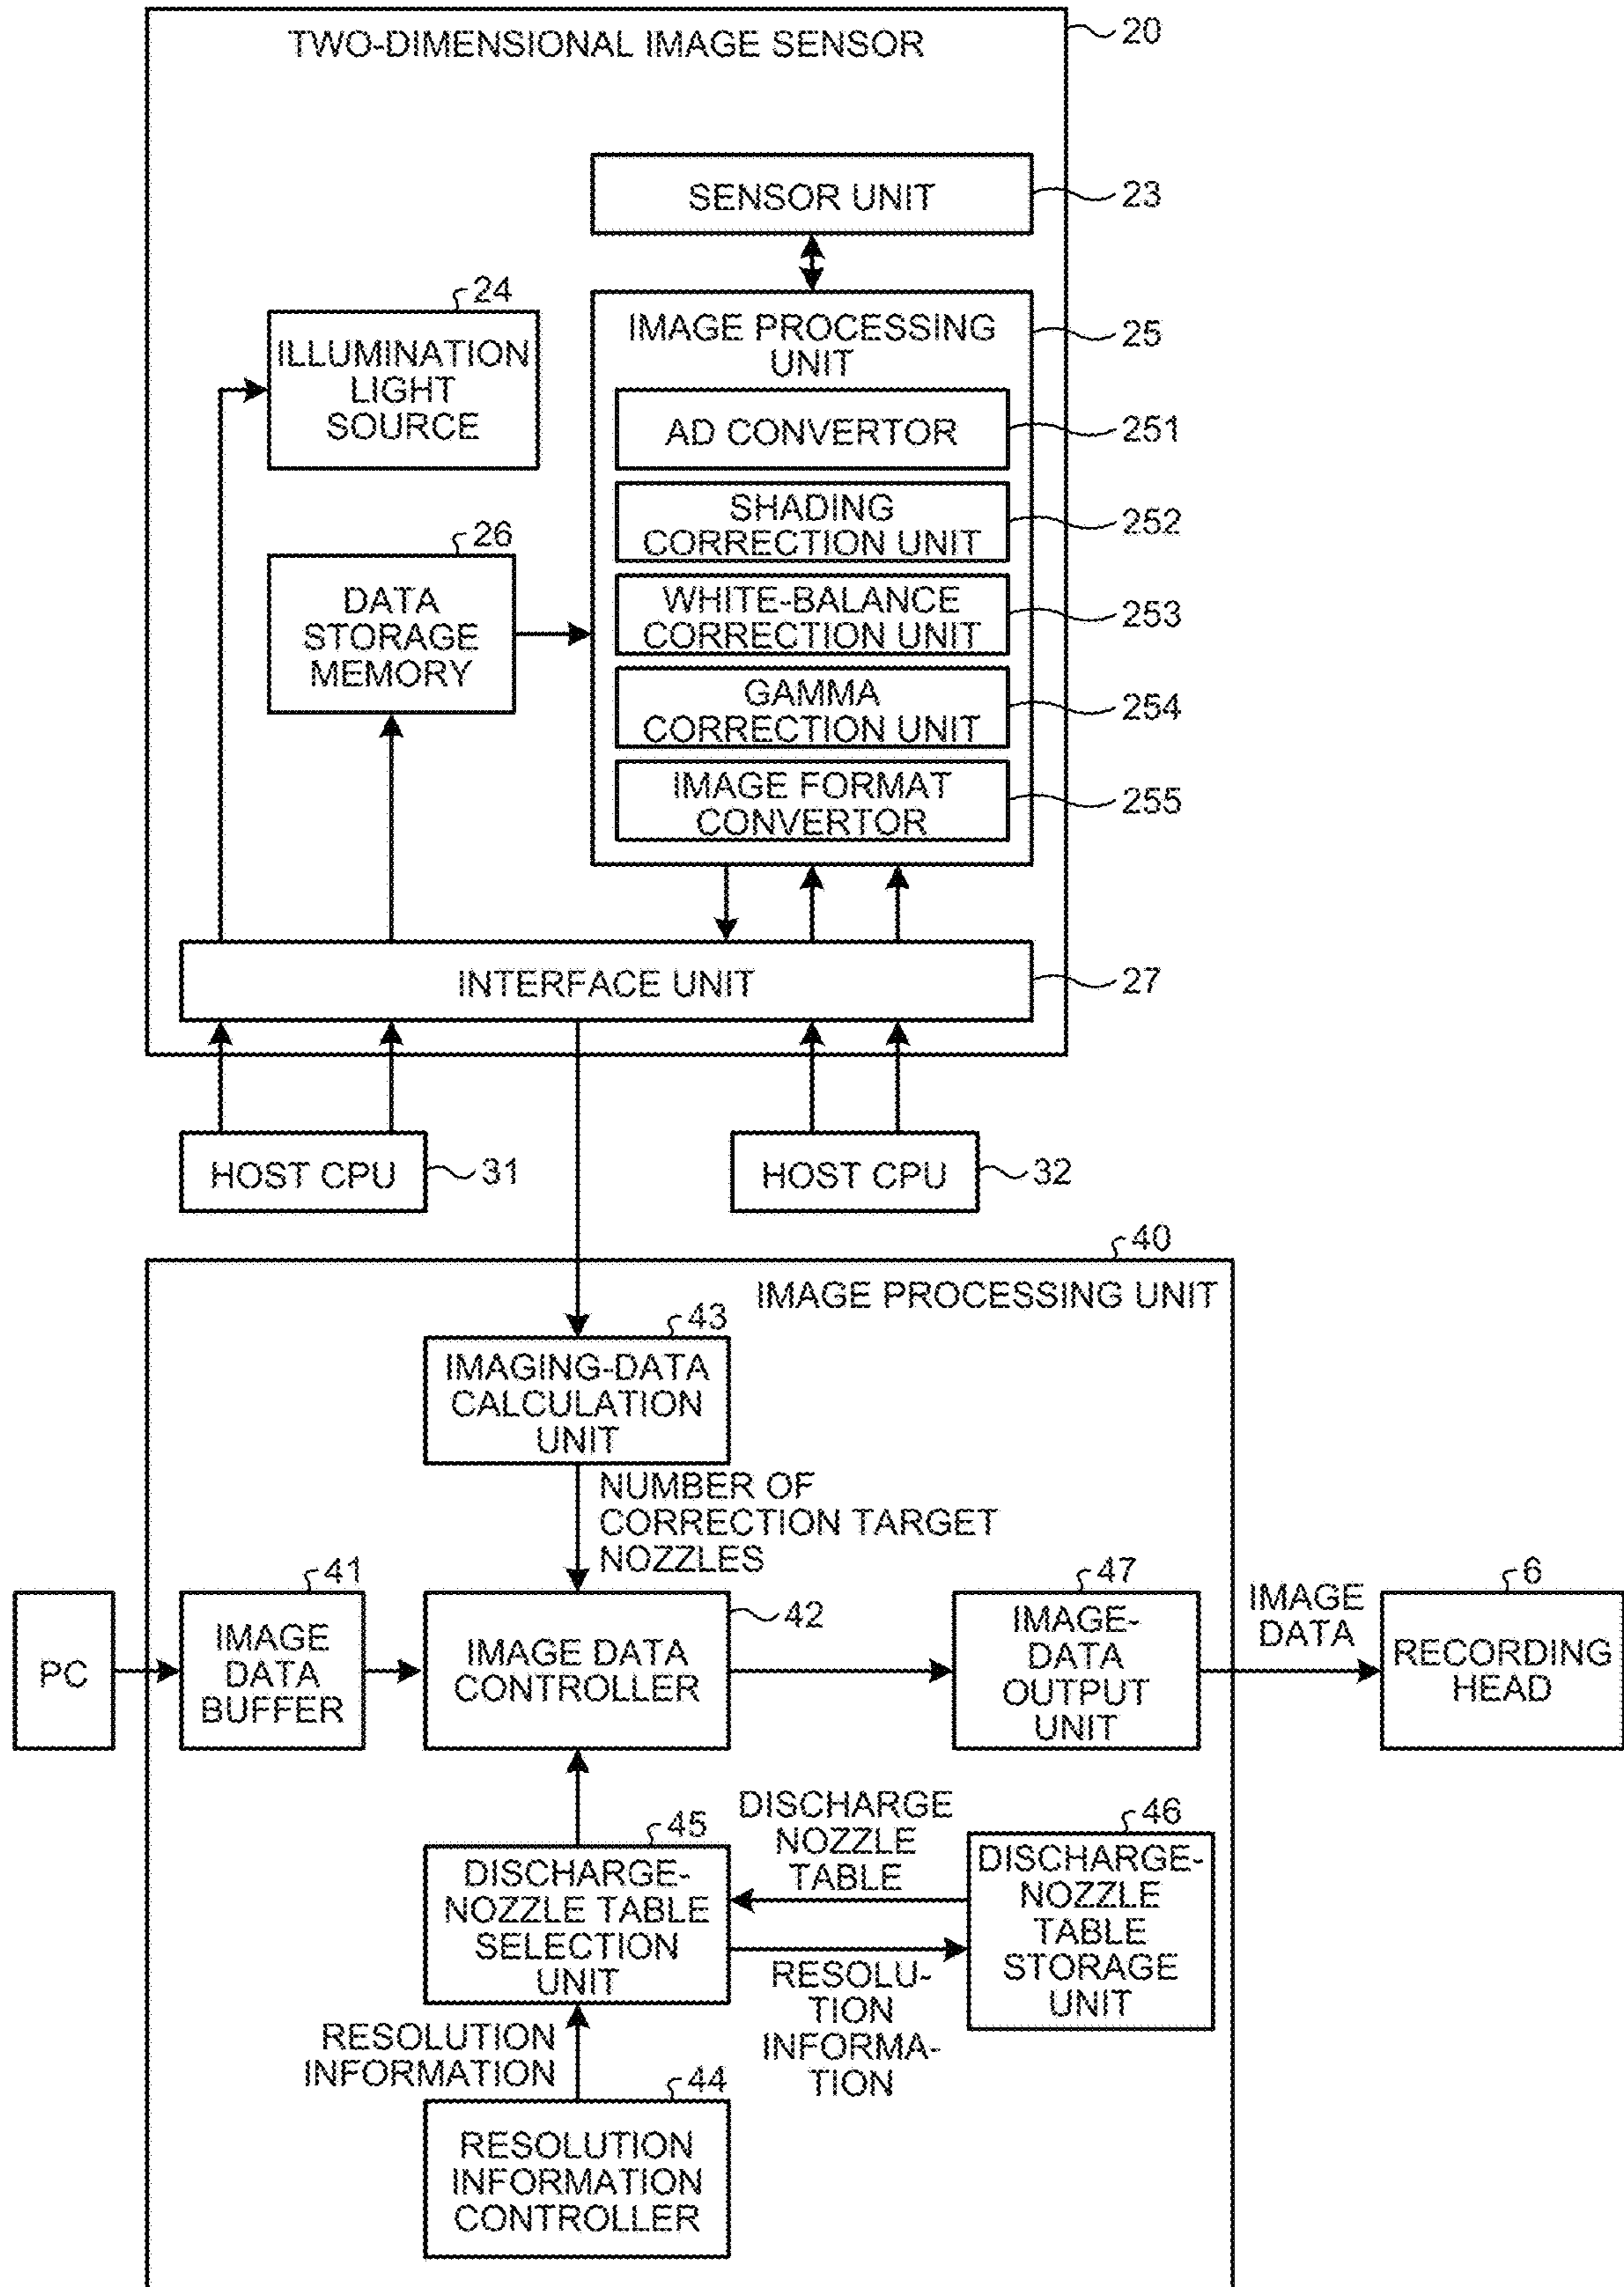 TWO-DIMENSIONAL IMAGE SENSOR
20
SENSOR UNIT
23
24
ILLUMINATION
LIGHT
SOURCE
IMAGE PROCESSING
UNIT
25
AD CONVERTOR
251
SHADING
CORRECTION UNIT
252
26
DATA
STORAGE
MEMORY
WHITE-BALANCE
CORRECTION UNIT
253
GAMMA
CORRECTION UNIT
254
IMAGE FORMAT
CONVERTOR
255
INTERFACE UNIT
27
HOST CPU
31
HOST CPU
32
40
IMAGE PROCESSING UNIT
43
IMAGING-DATA
CALCULATION
UNIT
NUMBER OF
CORRECTION TARGET
NOZZLES
PC
41
IMAGE
DATA
BUFFER
42
IMAGE DATA
CONTROLLER
47
IMAGE-
DATA
OUTPUT
UNIT
IMAGE
DATA
6
RECORDING
HEAD
45
DISCHARGE-
NOZZLE TABLE
SELECTION
UNIT
DISCHARGE
NOZZLE
TABLE
46
DISCHARGE-
NOZZLE
TABLE
STORAGE
UNIT
RESOLU-
TION
INFORMA-
TION
RESOLUTION
INFORMATION
44
RESOLUTION
INFORMATION
CONTROLLER